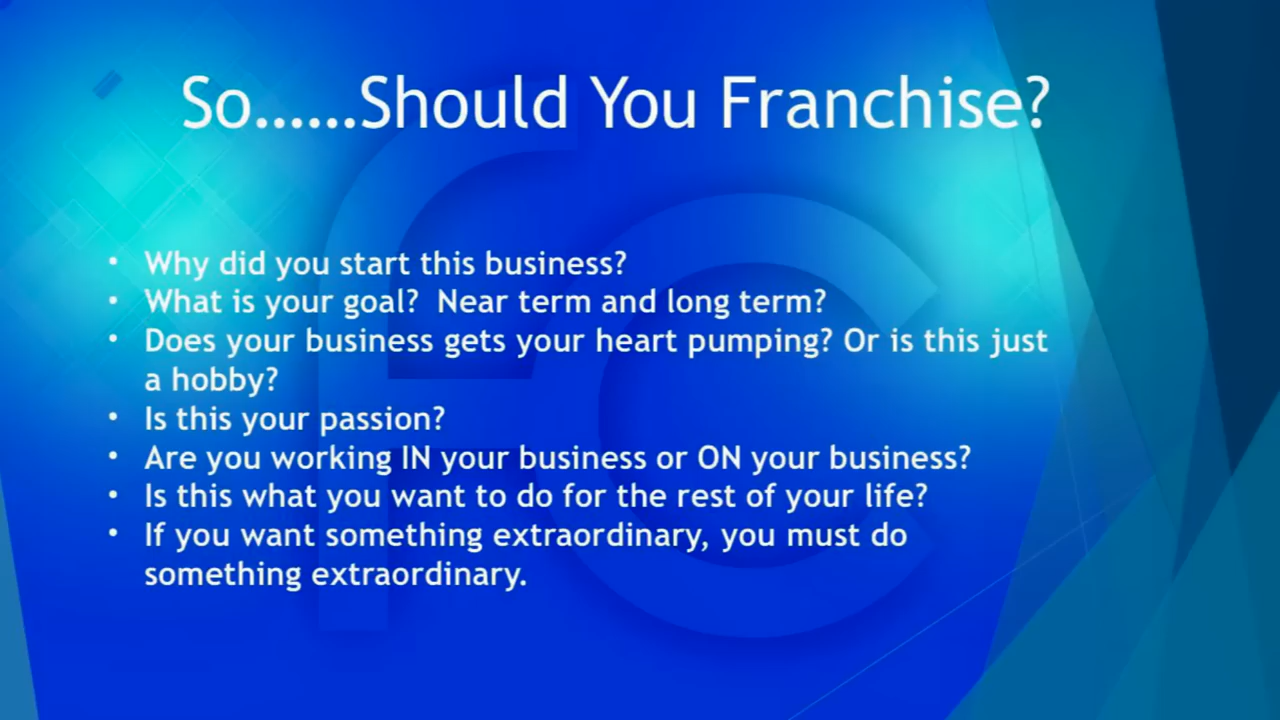 So......Should You Franchise?
• Why did you start this business?
• What is your goal?  Near term and long term?
• Does your business gets your heart pumping? Or is this just
a hobby?
• Is this your passion?
• Are you working IN your business or ON your business?
• Is this what you want to do for the rest of your life?
• If you want something extraordinary, you must do
something extraordinary.
fc